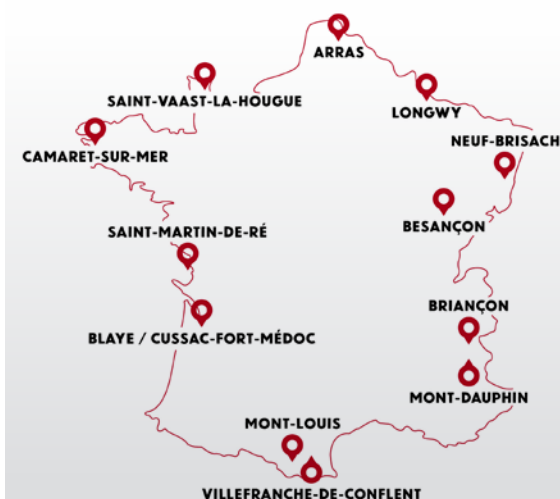 ARRAS
SAINT-VAAST-LA-HOUGUE
LONGWY
NEUF-BRISACH
CAMARET-SUR-MER
BESANÇON
SAINT-MARTIN-DE-RÉ
BRIANÇON
BLAYE / CUSSAC-FORT-MÉDOC
MONT-DAUPHIN
MONT-LOUIS
VILLEFRANCHE-DE-CONFLENT